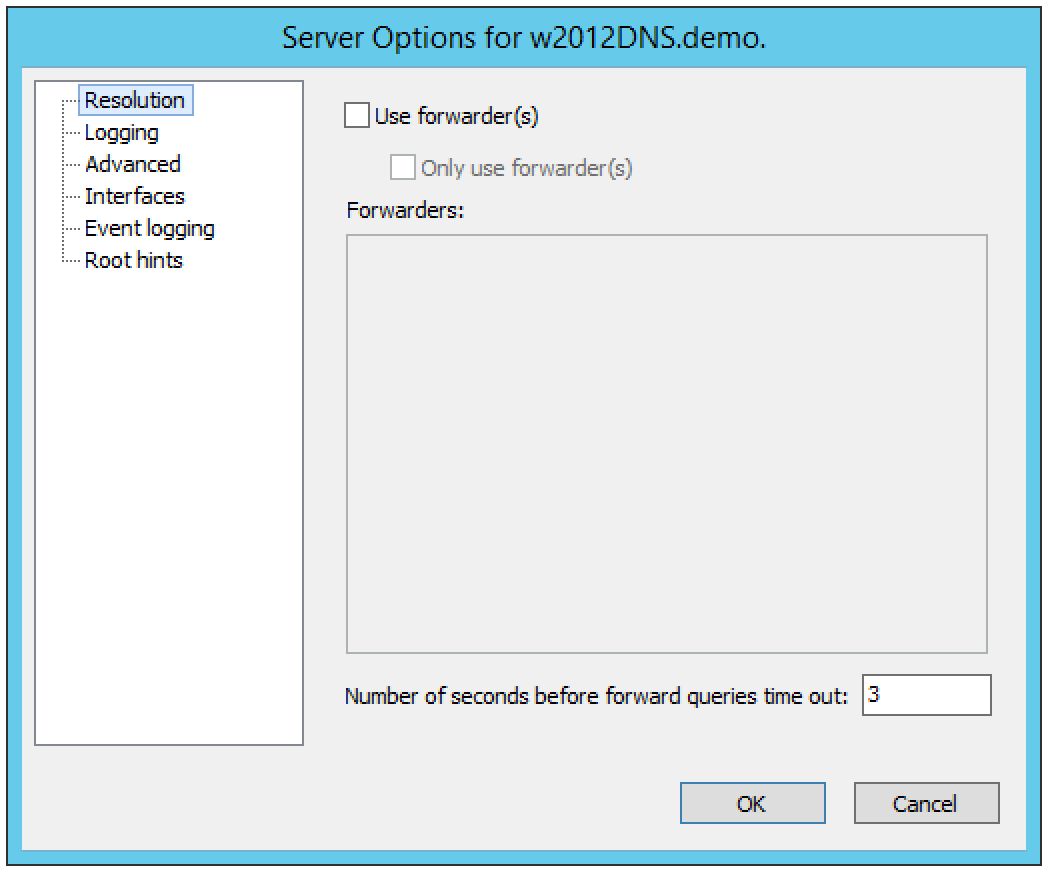 Server Options for w2012DNS.demo.
Resolution
Logging
Advanced
Interfaces
Event logging
Root hints
Use forwarder(s)
Only use forwarder(s)
Forwarders:
Number of seconds before forward queries time out: 3
OK Cancel